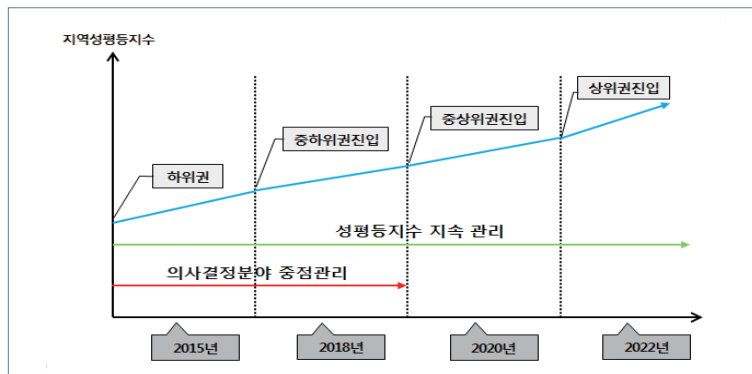 지역성평등지수
상위권진입
중상위권진입
중하위권진입
하위권
성평등지수 지속 관리
의사결정분야 중점관리
2015년
2018년
2020년
2022년